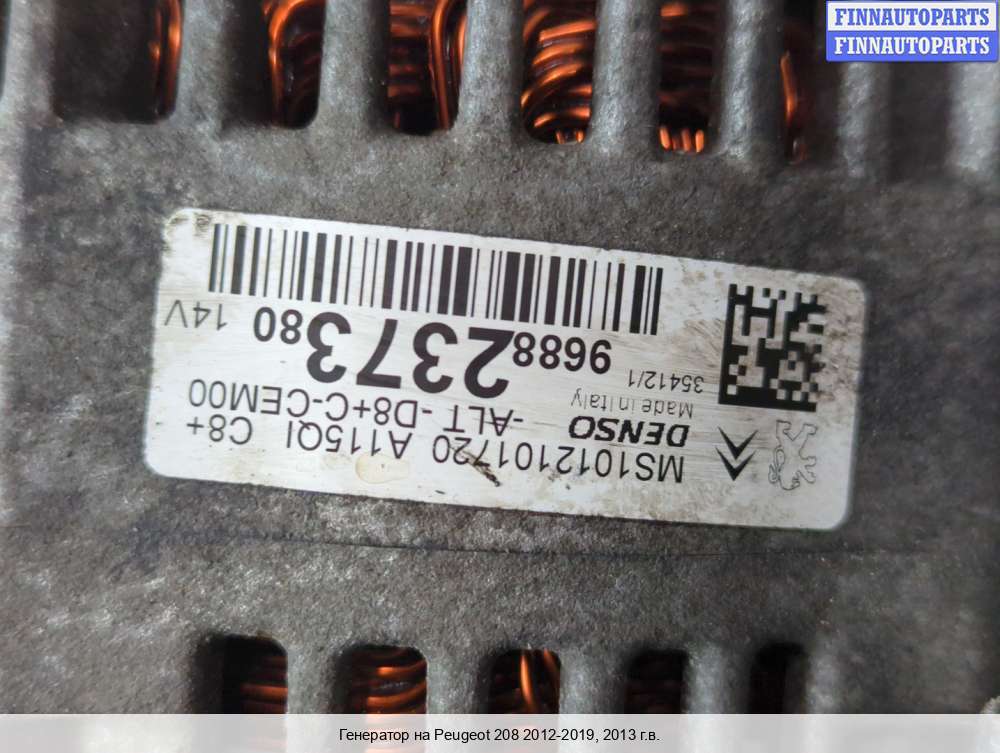 FINNAUTOPARTS
FINNAUTOPARTS
MS1012101720 A115QI C8+
DENSO -ALT -D8+C-CEM00
Made in Italy
35412/1
9688237380 14V
Генератор на Peugeot 208 2012-2019, 2013 г.в.